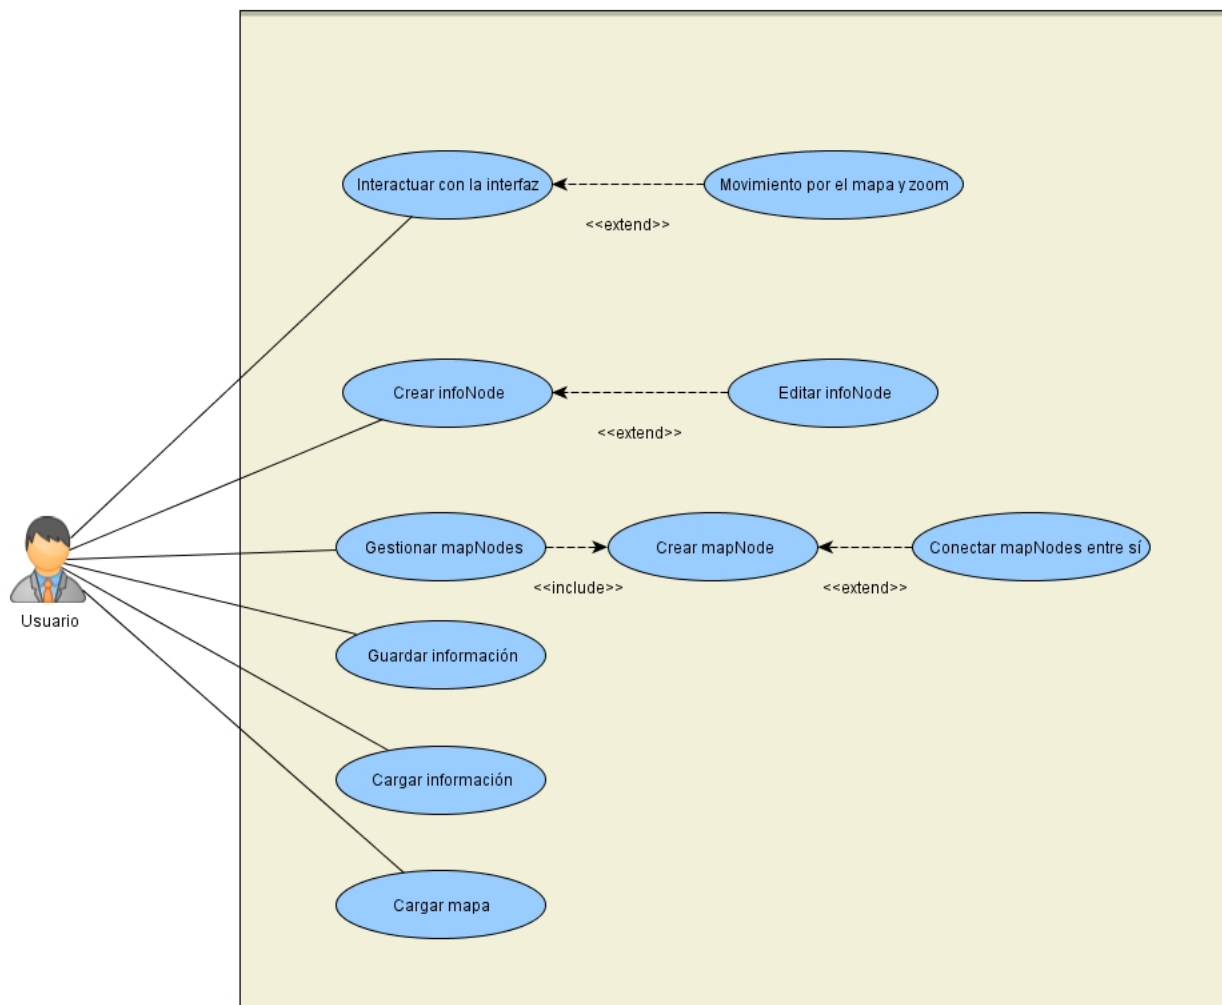 Interactuar con la interfaz
Movimiento por el mapa y zoom
<<extend>>
Crear infoNode
Editar infoNode
<<extend>>
Gestionar mapNodes
Crear mapNode
Conectar mapNodes entre sí
<<include>>
<<extend>>
Usuario
Guardar información
Cargar información
Cargar mapa